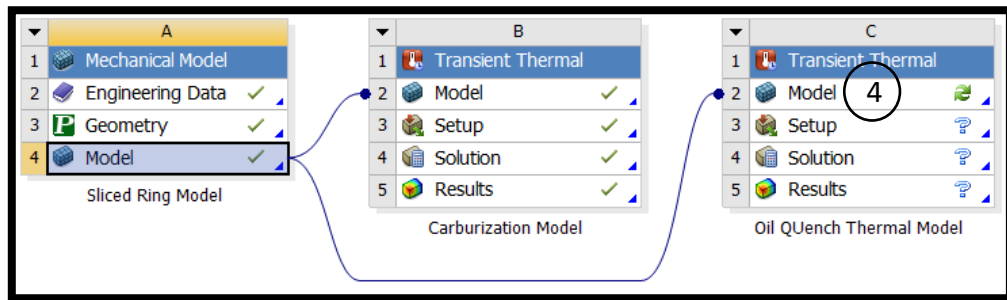 A
1 Mechanical Model
2 Engineering Data
3 P Geometry
4 Model
Sliced Ring Model
B
1 Transient Thermal
2 Model
3 Setup
4 Solution
5 Results
Carburization Model
C
1 Transient Thermal
2 Model 4
3 Setup ?
4 Solution ?
5 Results ?
Oil QUench Thermal Model